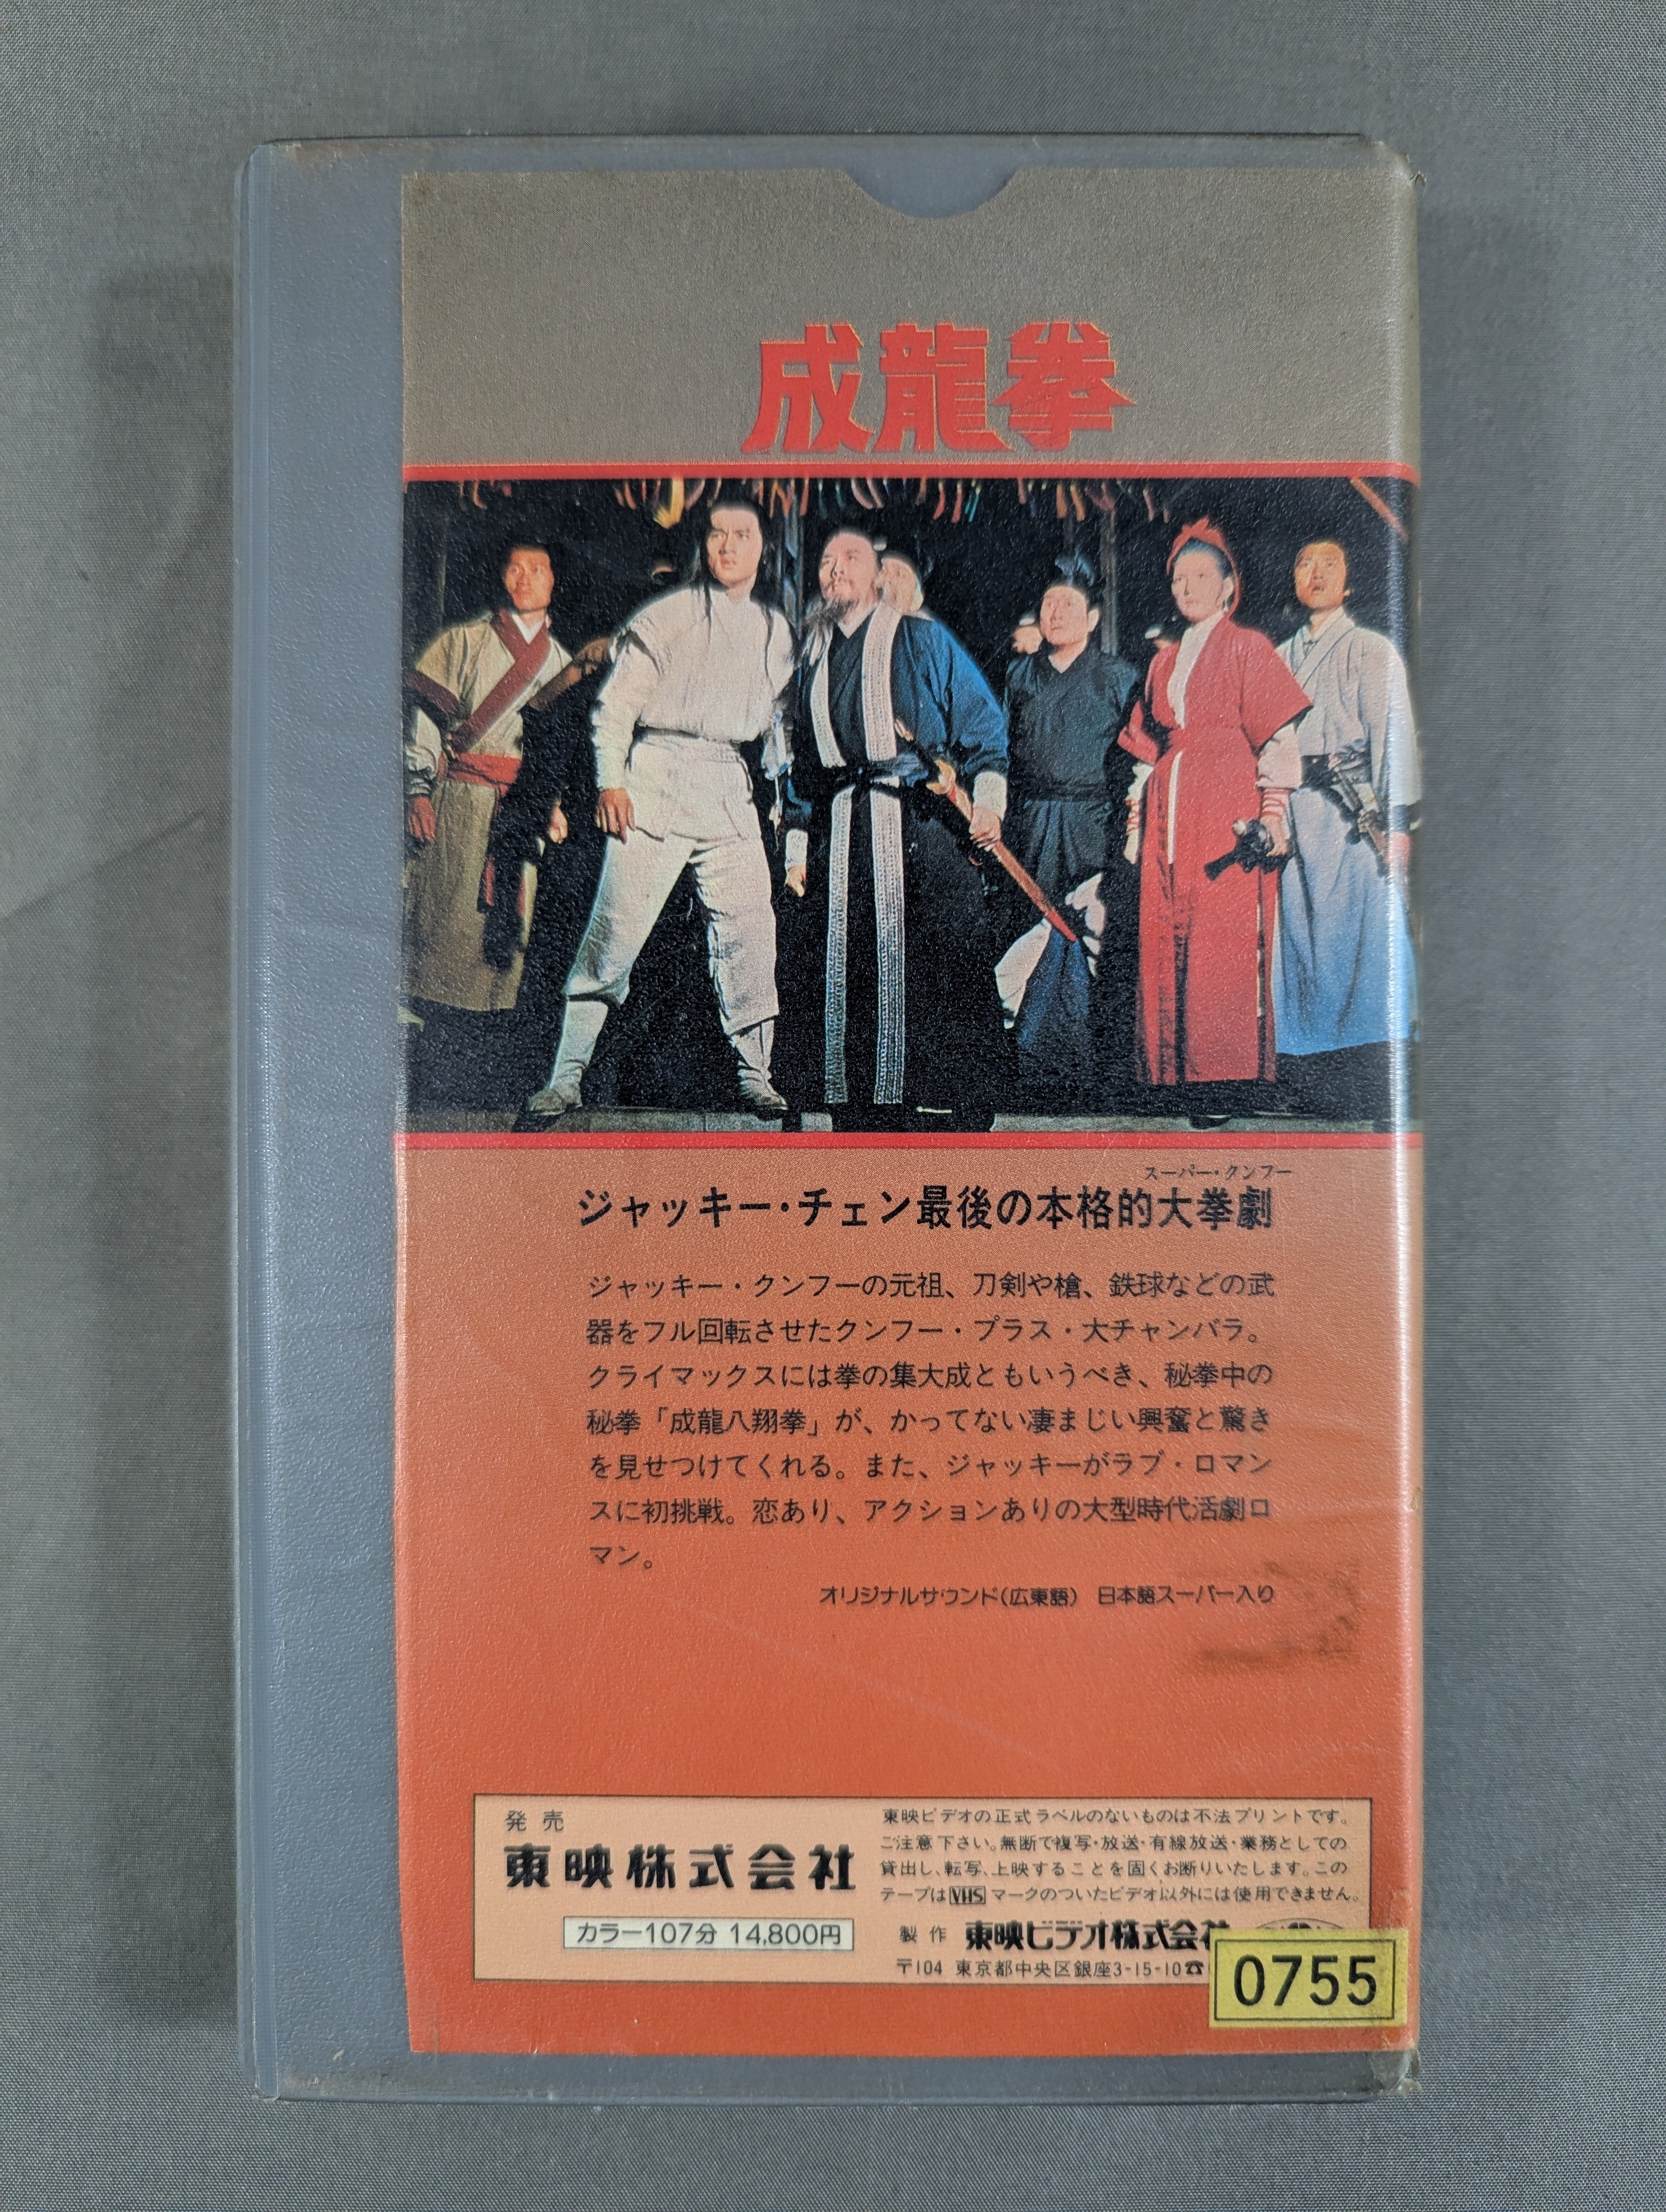 成龍拳
スーパー・クンフー
ジャッキー・チェン最後の本格的大拳劇
ジャッキー・クンフーの元祖、刀剣や槍、鉄球などの武
器をフル回転させたクンフー・プラス・大チャンバラ。
クライマックスには拳の集大成ともいうべき、秘拳中の
秘拳「成龍八翔拳」が、かってない凄まじい興奮と驚き
を見せつけてくれる。また、ジャッキーがラブ・ロマン
スに初挑戦。恋あり、アクションありの大型時代活劇ロ
マン。
オリジナルサウンド(広東語) 日本語スーパー入り
発売
東映株式会社
カラー107分 14,800円
東映ビデオの正式ラベルのないものは不法プリントです。
ご注意下さい。無断で複写・放送・有線放送・業務としての
貸出し、転写、上映することを固くお断りいたします。この
テープはVHSマークのついたビデオ以外には使用できません。
製作 東映ビデオ株式会社
〒104 東京都中央区銀座3-15-10☎
0755